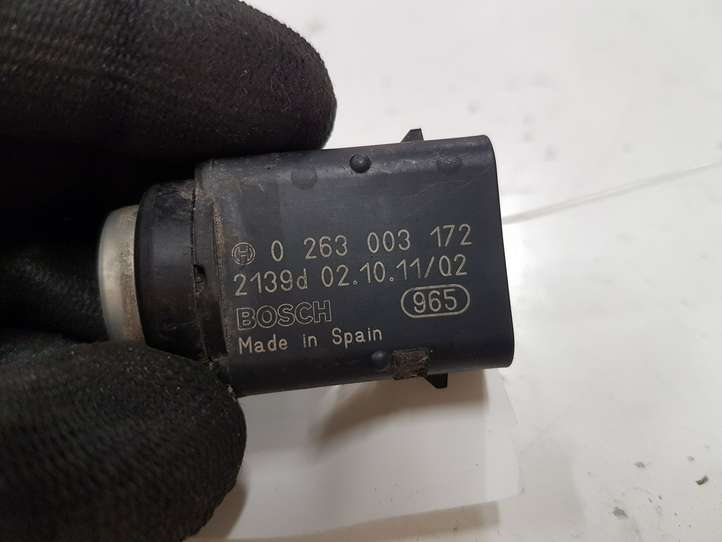 0 263 003 172
2139d 02.10.11/02
BOSCH 965
Made in Spain